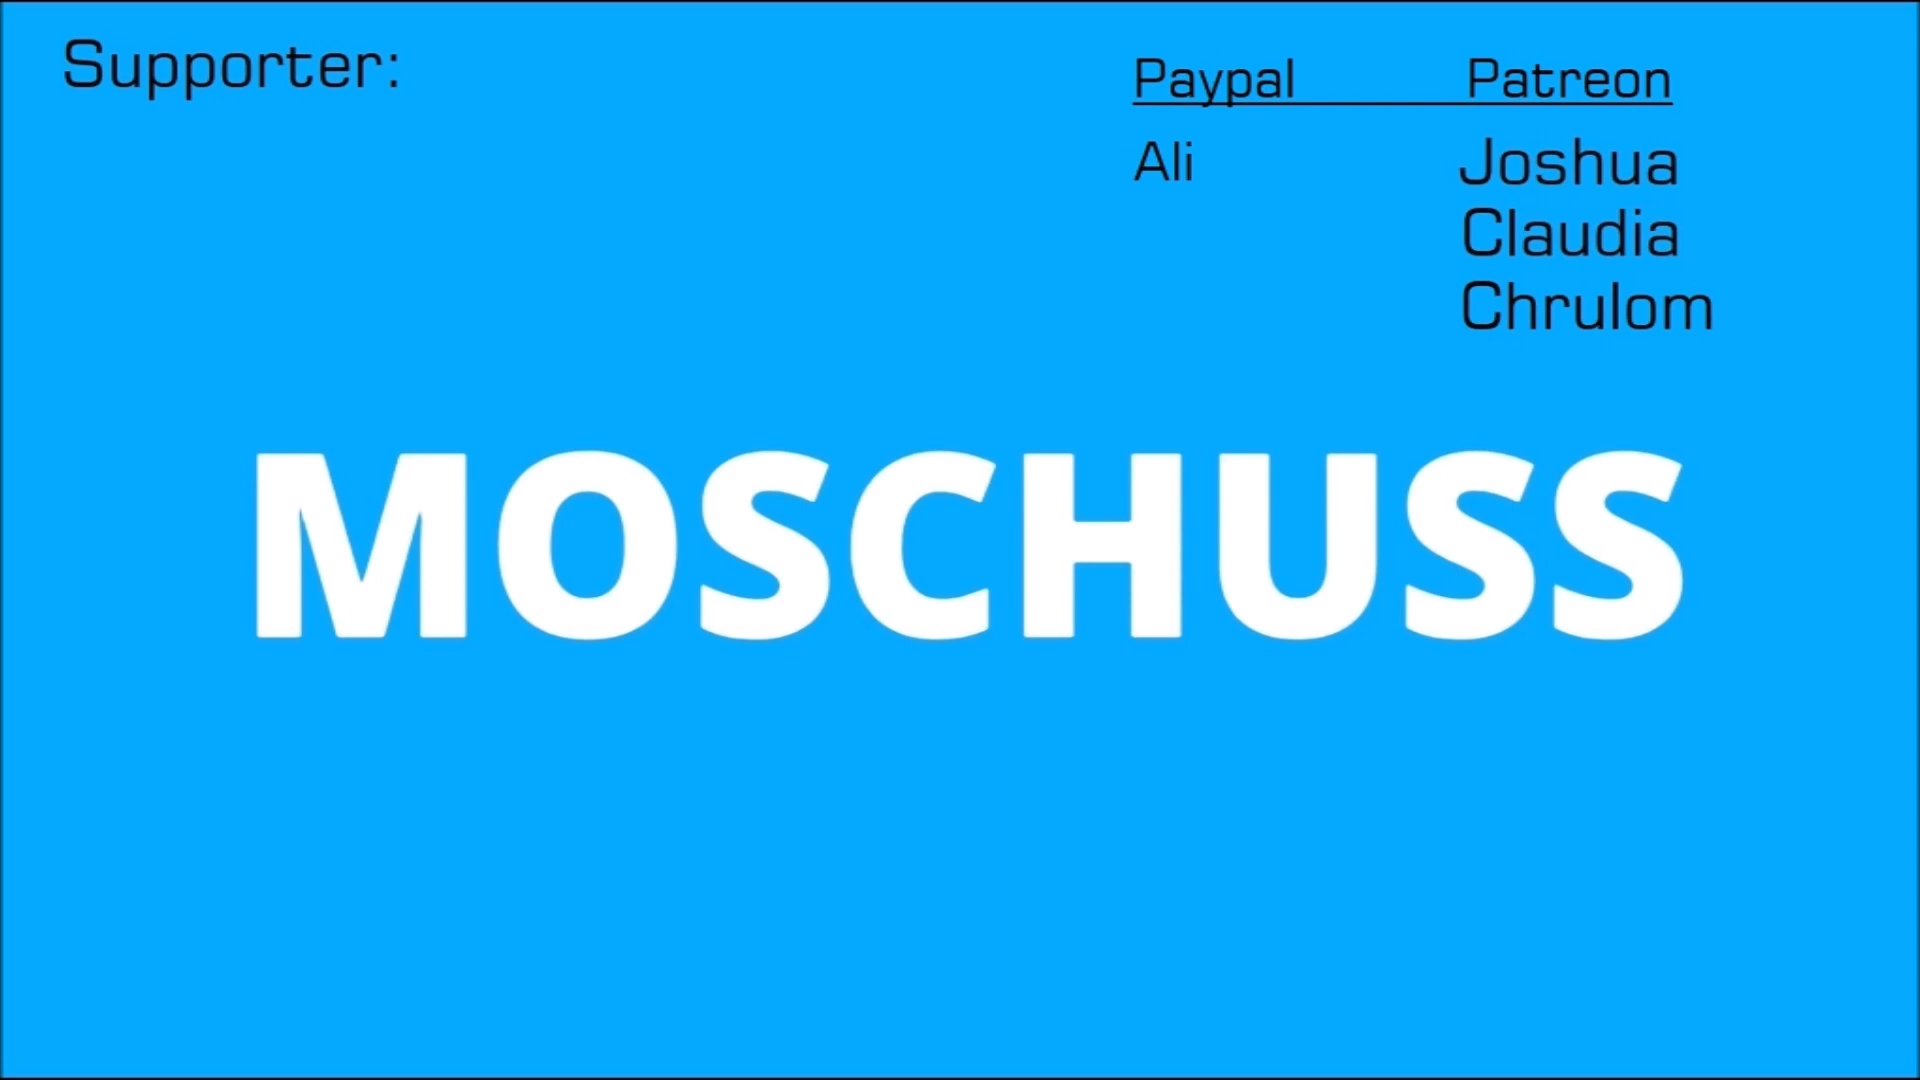 Supporter:
Paypal Patreon
Ali Joshua
Claudia
Chrulom
MOSCHUSS